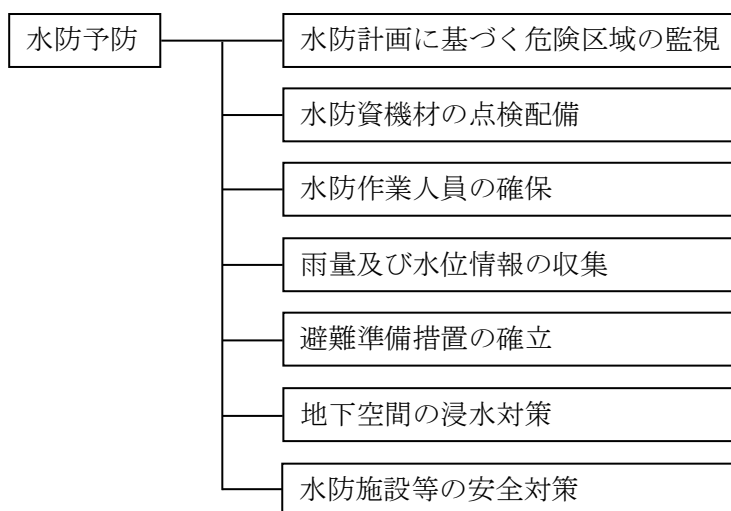 水防予防
水防計画に基づく危険区域の監視
水防資機材の点検配備
水防作業人員の確保
雨量及び水位情報の収集
避難準備措置の確立
地下空間の浸水対策
水防施設等の安全対策